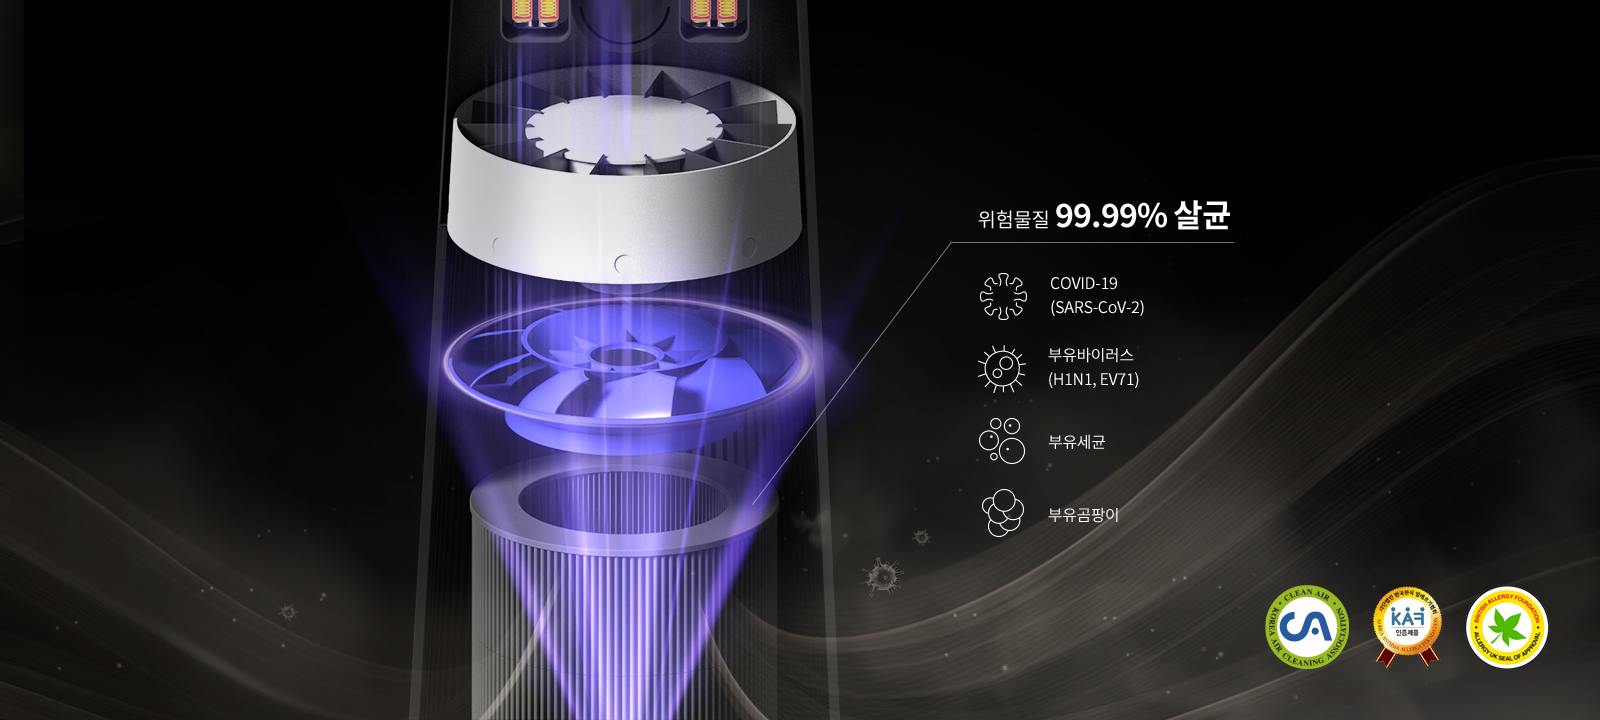 위험물질 99.99% 살균
COVID-19
(SARS-CoV-2)
부유바이러스
(H1N1, EV71)
부유세균
부유곰팡이
• CLEAN AIR •
KOREA AIR CLEANING ASSOCIATION
CA
KAF
인증제품
BRITISH ALLERGY FOUNDATION
ALLERGY UK SEAL OF APPROVAL